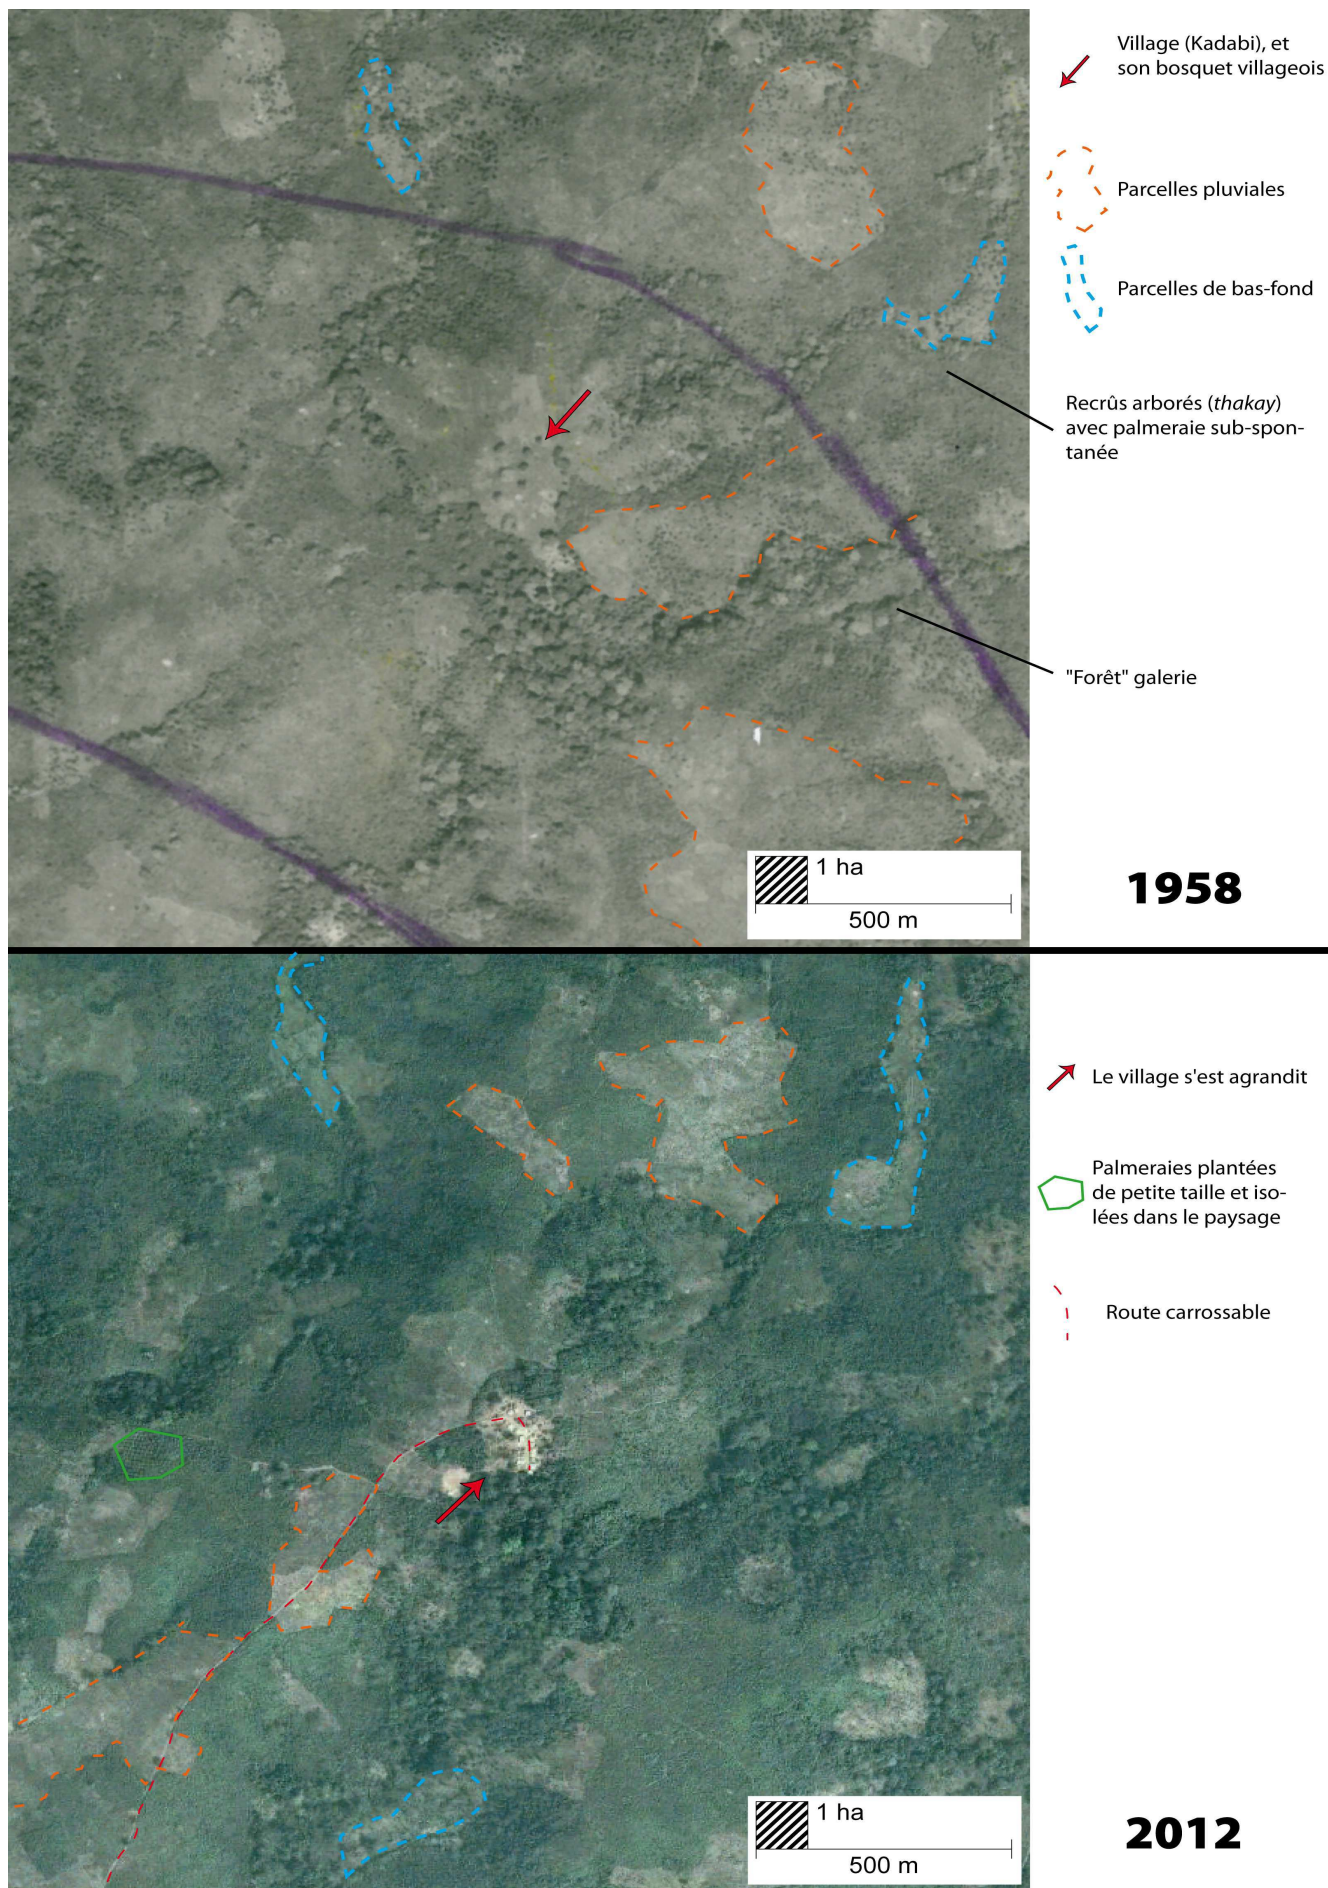 Village (Kadabi), et
son bosquet villageois
Parcelles pluviales
Parcelles de bas-fond
Recrûs arborés (thakay)
avec palmeraie sub-spon-
tanée
"Forêt" galerie
1 ha
500 m
1958
Le village s'est agrandit
Palmeraies plantées
de petite taille et iso-
lées dans le paysage
Route carrossable
1 ha
500 m
2012